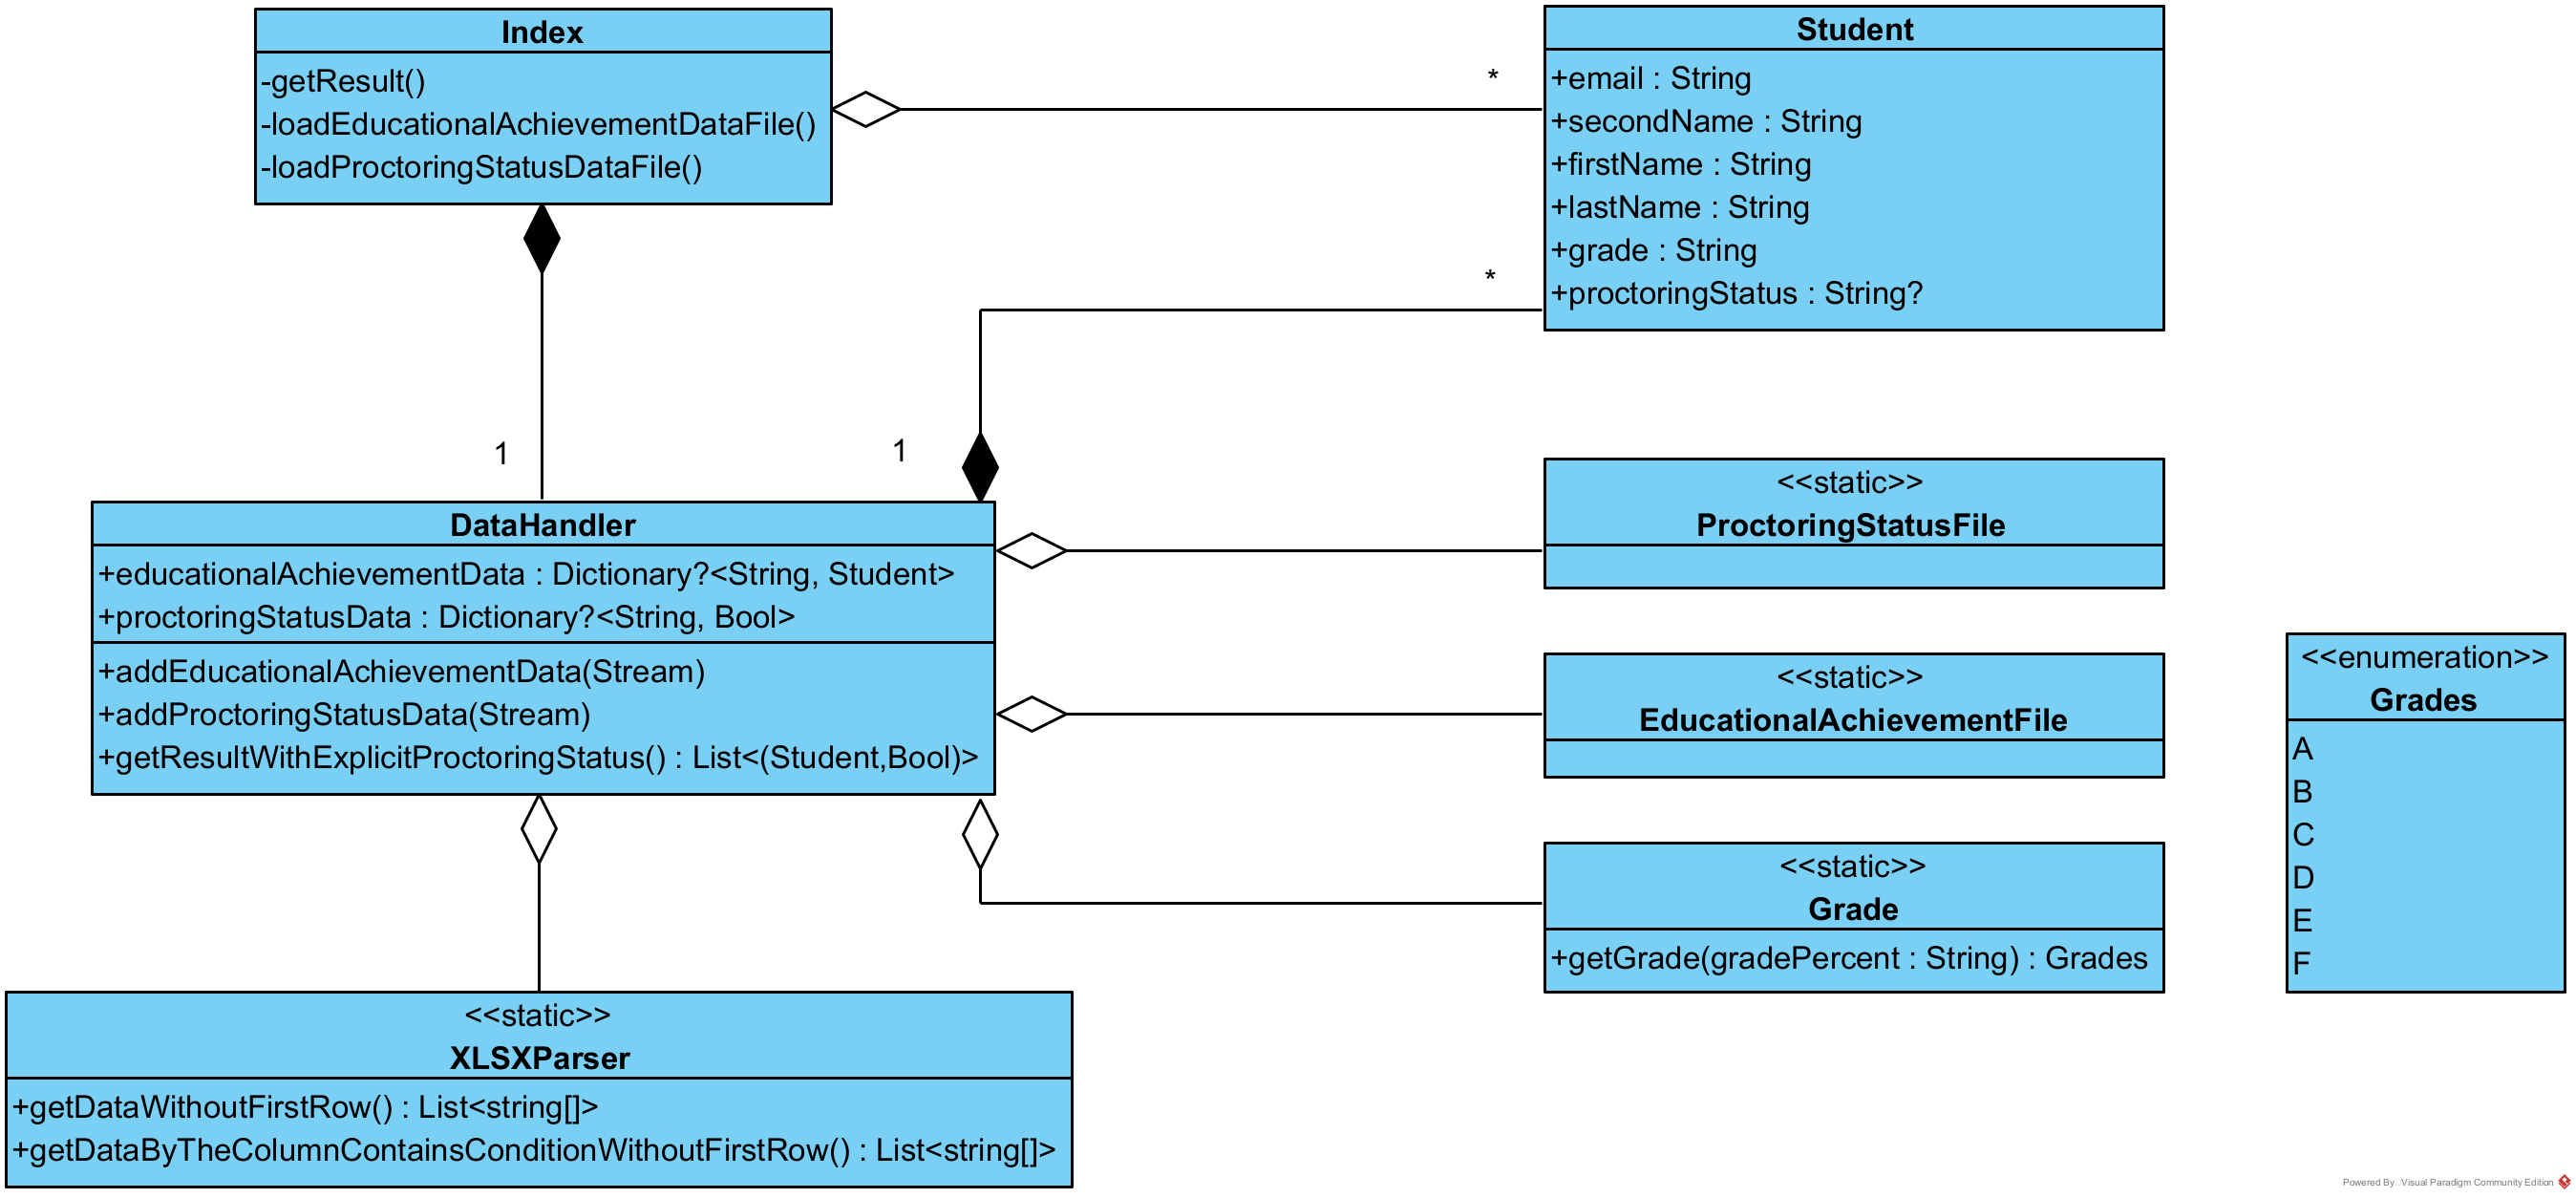 Index
-getResult()
-loadEducationalAchievementDataFile()
-loadProctoringStatusDataFile()
*
Student
+email : String
+secondName : String
+firstName : String
+lastName : String
+grade : String
+proctoringStatus : String?
*
1
1
DataHandler
+educationalAchievementData : Dictionary?<String, Student>
+proctoringStatusData : Dictionary?<String, Bool>
+addEducationalAchievementData(Stream)
+addProctoringStatusData(Stream)
+getResultWithExplicitProctoringStatus() : List<(Student,Bool)>
<<static>>
ProctoringStatusFile
<<static>>
EducationalAchievementFile
<<static>>
Grade
+getGrade(gradePercent : String) : Grades
<<enumeration>>
Grades
A
B
C
D
E
F
<<static>>
XLSXParser
+getDataWithoutFirstRow() : List<string[]>
+getDataByTheColumnContainsConditionWithoutFirstRow() : List<string[]>
Powered By Visual Paradigm Community Edition